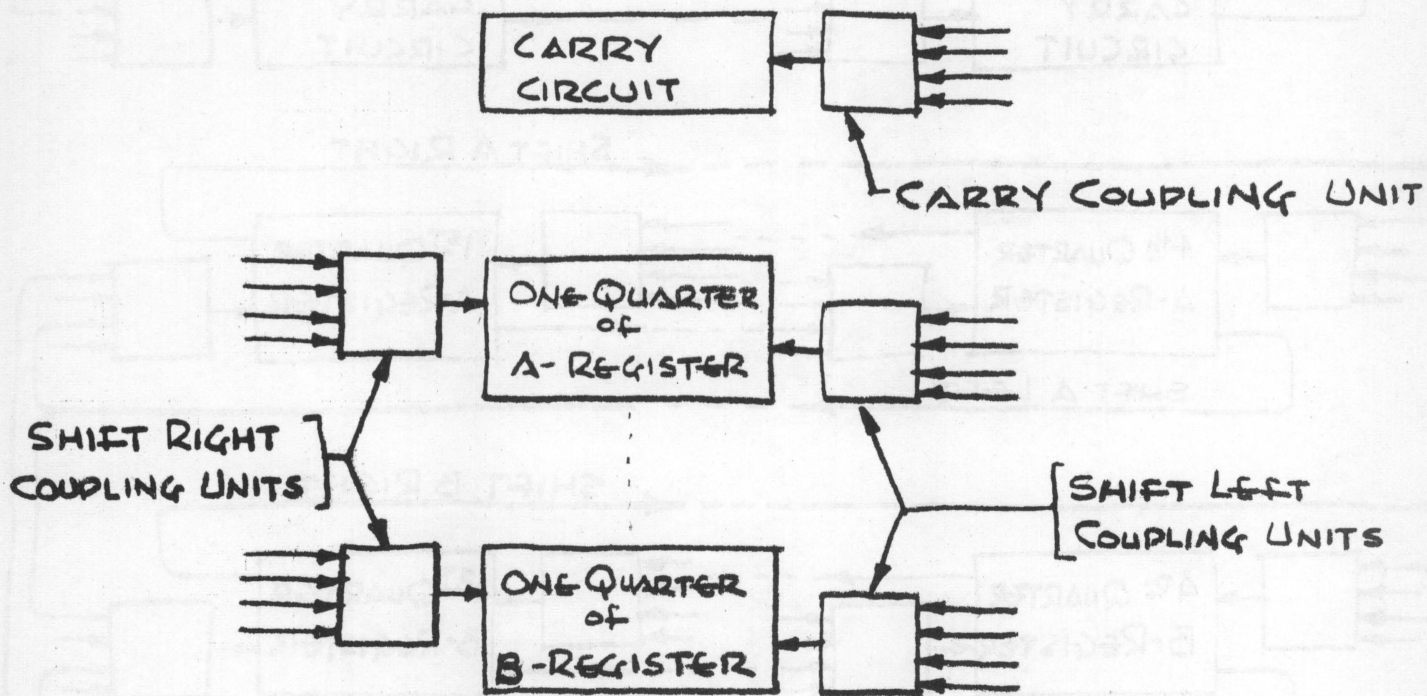 CARRY
CIRCUIT
CARRY COUPLING UNIT
ONE QUARTER
of
A-REGISTER
SHIFT RIGHT
COUPLING UNITS
SHIFT LEFT
COUPLING UNITS
ONE QUARTER
of
B-REGISTER